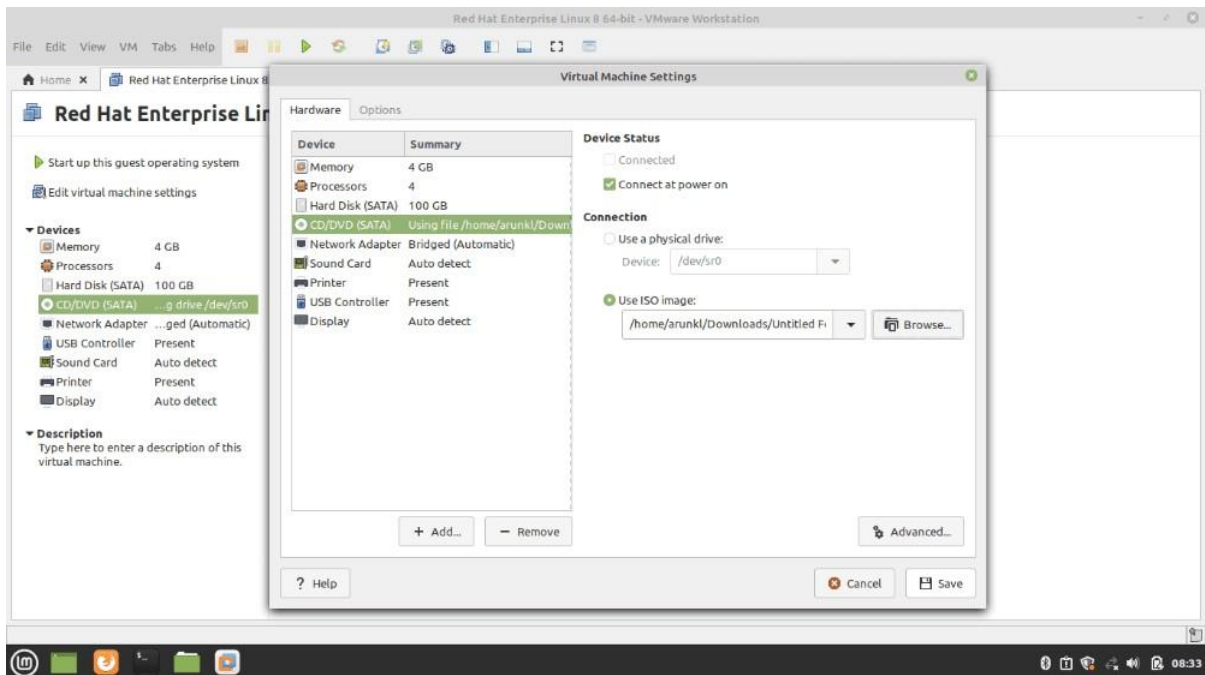 Red Hat Enterprise Linux 8 64-bit - VMware Workstation
File Edit View VM Tabs Help
Home Red Hat Enterprise Linux 8
Red Hat Enterprise Lin
Start up this guest operating system
Edit virtual machine settings
Devices
Memory 4 GB
Processors 4
Hard Disk (SATA) 100 GB
CD/DVD (SATA) ...g drive /dev/sr0
Network Adapter ...ged (Automatic)
USB Controller Present
Sound Card Auto detect
Printer Present
Display Auto detect
Description
Type here to enter a description of this
virtual machine.
Virtual Machine Settings
Hardware Options
Device Summary
Memory 4 GB
Processors 4
Hard Disk (SATA) 100 GB
CD/DVD (SATA) Using file /home/arunkl/Down
Network Adapter Bridged (Automatic)
Sound Card Auto detect
Printer Present
USB Controller Present
Display Auto detect
+ Add... − Remove
Device Status
Connected
Connect at power on
Connection
Use a physical drive:
Device: /dev/sr0
Use ISO image:
/home/arunkl/Downloads/Untitled F
Browse...
Advanced...
? Help
Cancel Save
08:33